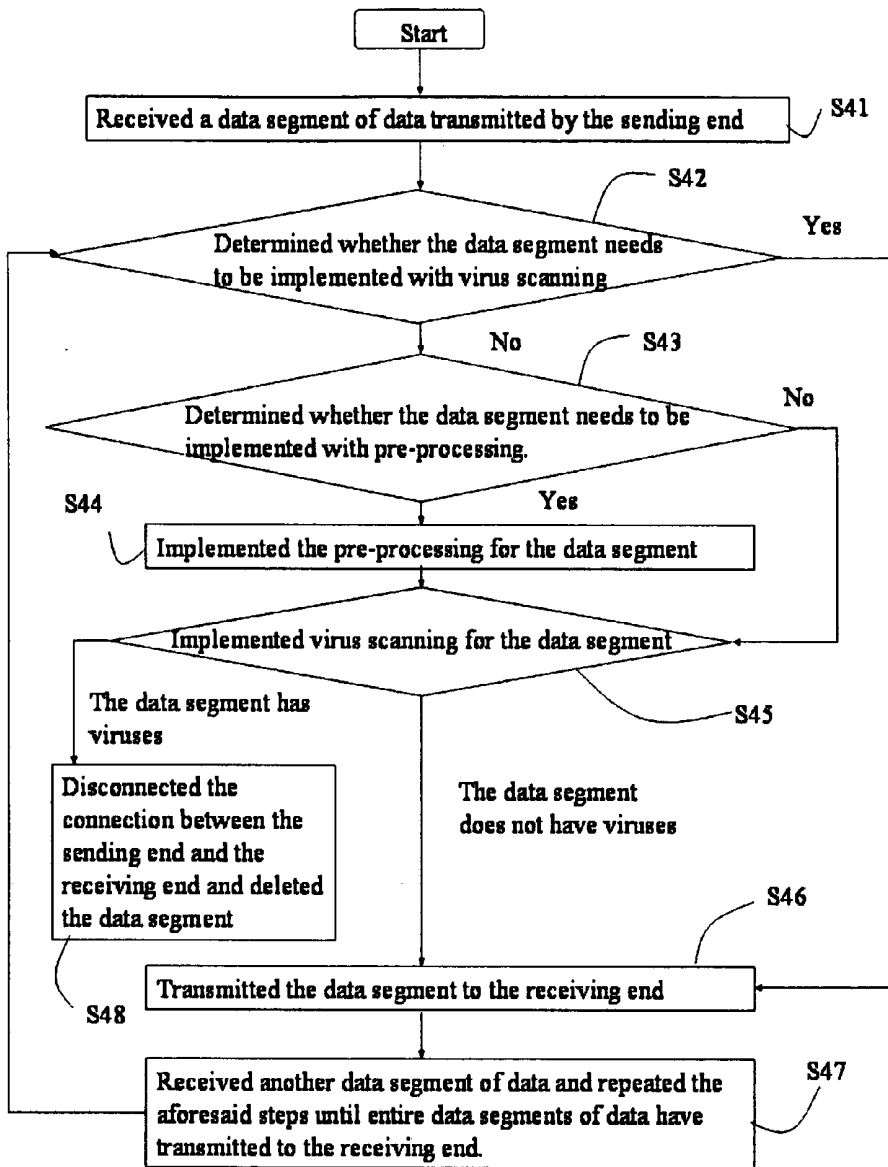 Start
Received a data segment of data transmitted by the sending end
S41
S42
Yes
Determined whether the data segment needs
to be implemented with virus scanning
No
S43
No
Determined whether the data segment needs to be
implemented with pre-processing.
Yes
S44
Implemented the pre-processing for the data segment
Implemented virus scanning for the data segment
S45
The data segment has
viruses
Disconnected the
connection between the
sending end and the
receiving end and deleted
the data segment
The data segment
does not have viruses
S46
Transmitted the data segment to the receiving end
S48
S47
Received another data segment of data and repeated the
aforesaid steps until entire data segments of data have
transmitted to the receiving end.